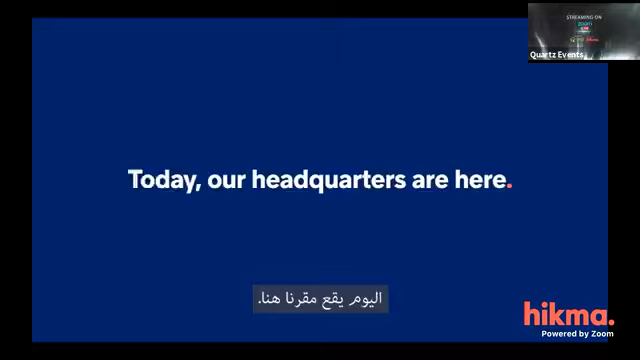 STREAMING ON
zoom
Quartz Events
Today, our headquarters are here.
اليوم يقع مقرنا هنا.
hikma.
Powered by Zoom